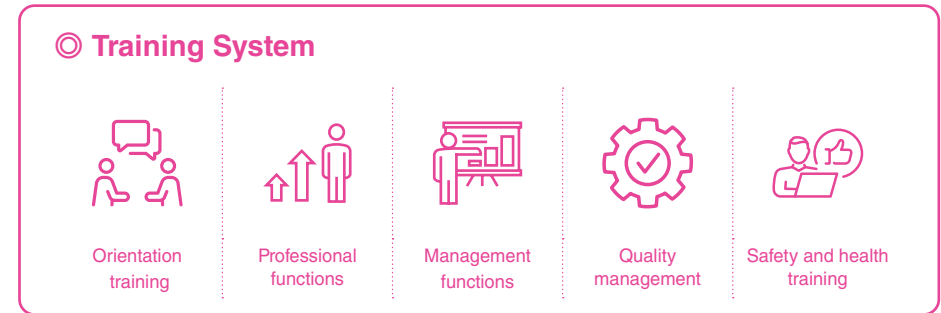 ◎ Training System
Orientation
training
Professional
functions
Management
functions
Quality
management
Safety and health
training